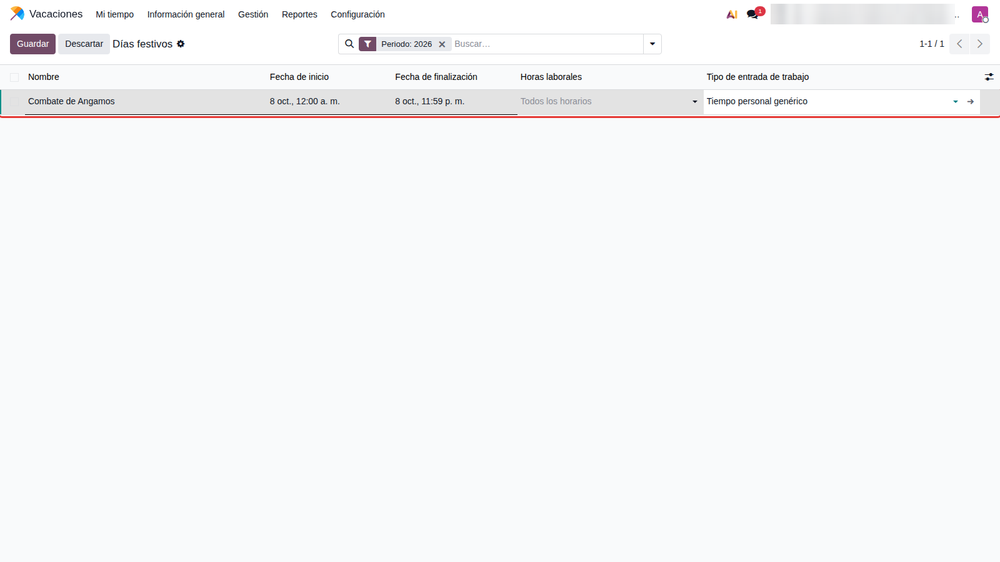 Vacaciones Mi tiempo Información general Gestión Reportes Configuración AI 1 .. A
Guardar Descartar Días festivos Periodo: 2026 Buscar… 1-1 / 1
Nombre Fecha de inicio Fecha de finalización Horas laborales Tipo de entrada de trabajo
Combate de Angamos 8 oct., 12:00 a. m. 8 oct., 11:59 p. m. Todos los horarios Tiempo personal genérico